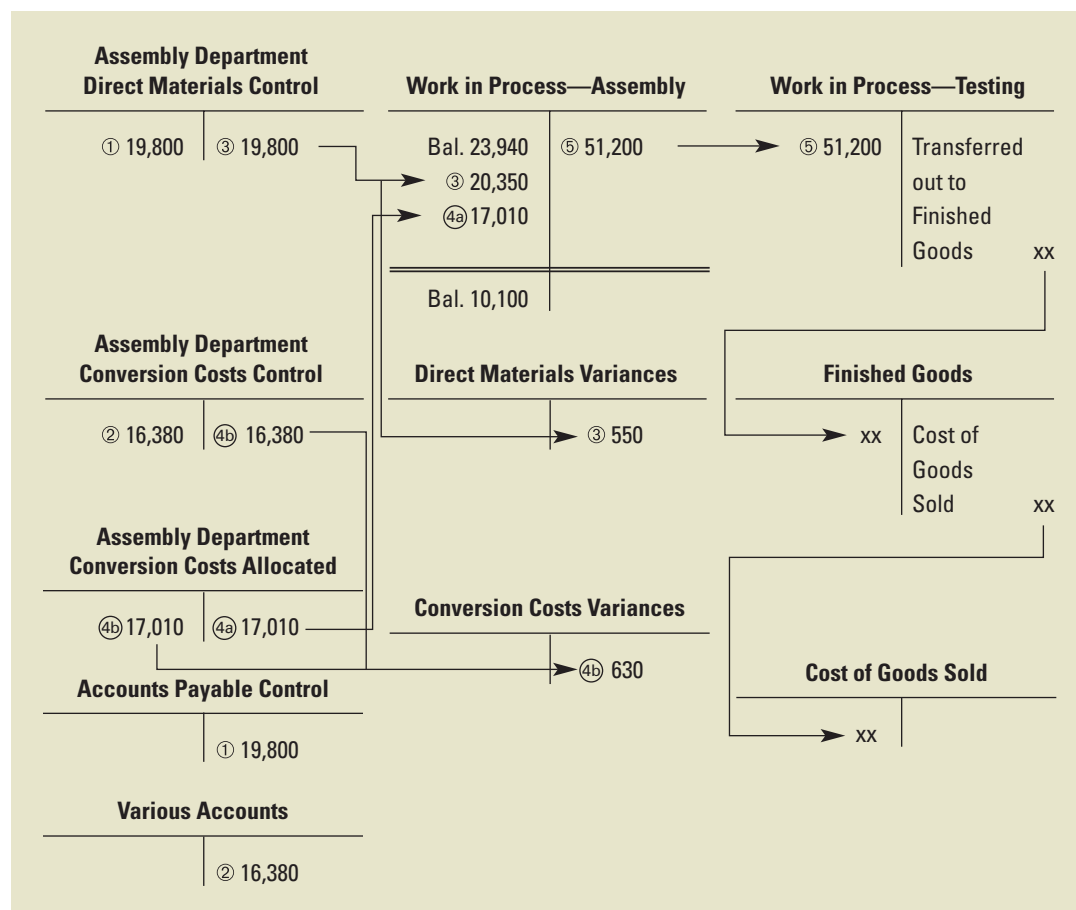 Assembly Department
Direct Materials Control
① 19,800 ③ 19,800
Work in Process—Assembly
Bal. 23,940 ⑤ 51,200
③ 20,350
4a 17,010
Bal. 10,100
Work in Process—Testing
⑤ 51,200 Transferred
out to
Finished
Goods xx
Assembly Department
Conversion Costs Control
② 16,380 4b 16,380
Direct Materials Variances
③ 550
Finished Goods
xx Cost of
Goods
Sold xx
Assembly Department
Conversion Costs Allocated
4b 17,010 4a 17,010
Conversion Costs Variances
4b 630
Cost of Goods Sold
xx
Accounts Payable Control
① 19,800
Various Accounts
② 16,380